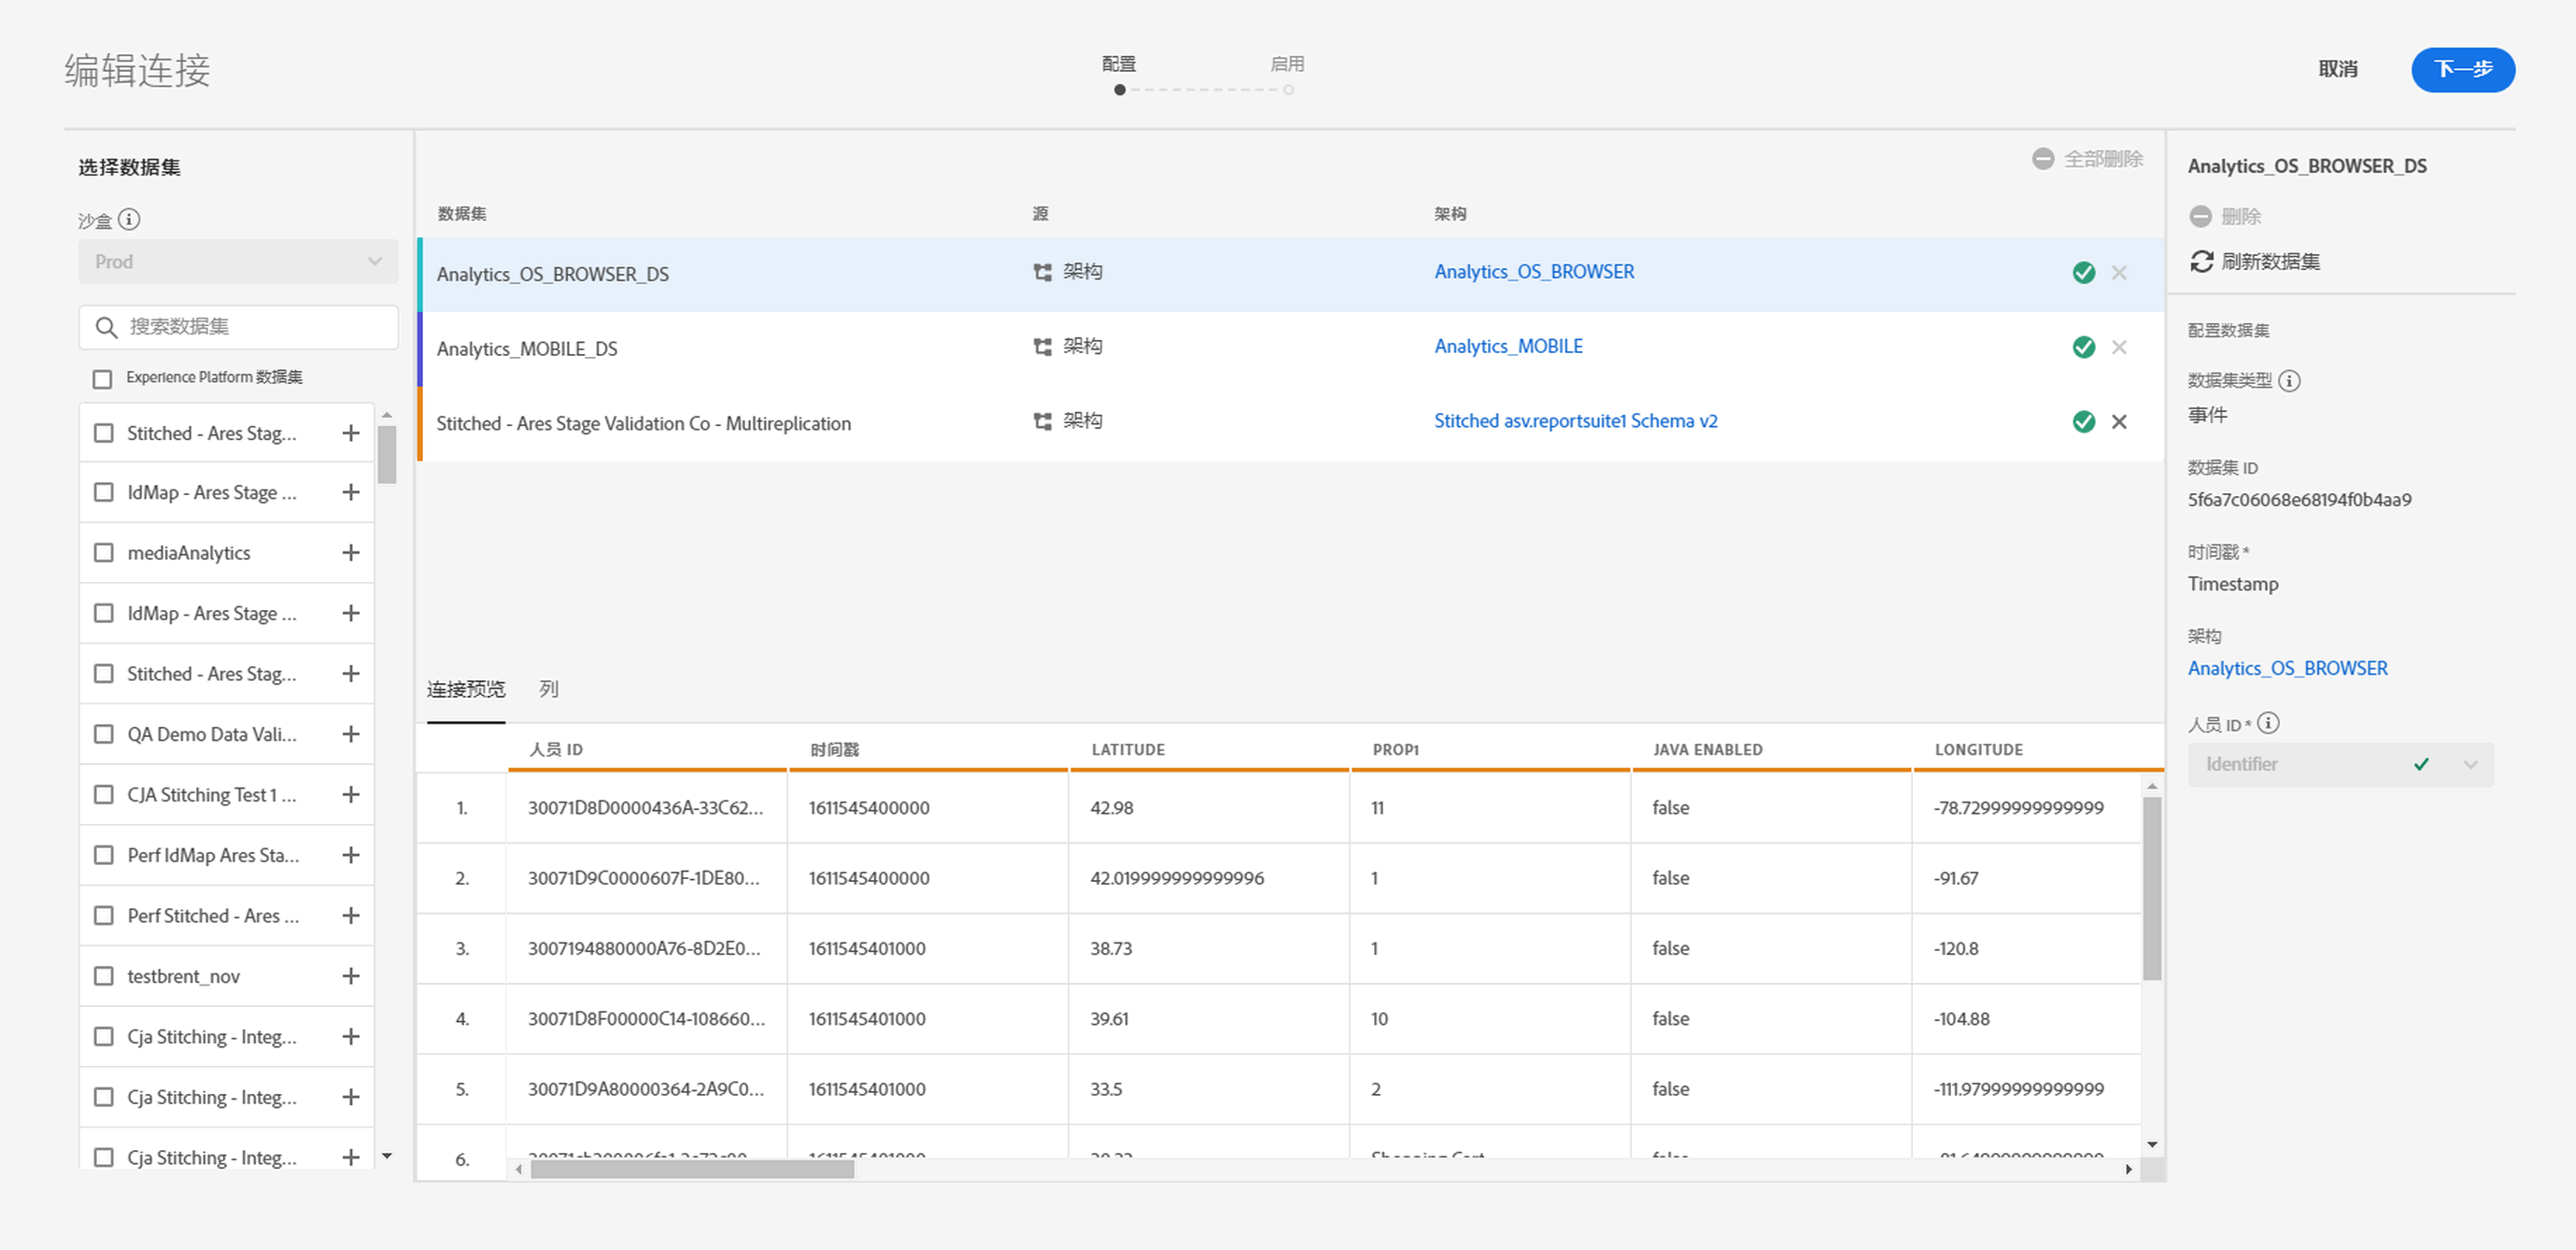 编辑连接
配置
启用
取消
下一步
选择数据集
沙盒
Prod
搜索数据集
Experience Platform 数据集
Stitched - Ares Stag...
IdMap - Ares Stage ...
mediaAnalytics
IdMap - Ares Stage ...
Stitched - Ares Stag...
QA Demo Data Vali...
CJA Stitching Test 1 ...
Perf IdMap Ares Sta...
Perf Stitched - Ares ...
testbrent_nov
Cja Stitching - Integ...
Cja Stitching - Integ...
Cja Stitching - Integ...
全部删除
数据集 源 架构
Analytics_OS_BROWSER_DS 架构 Analytics_OS_BROWSER
Analytics_MOBILE_DS 架构 Analytics_MOBILE
Stitched - Ares Stage Validation Co - Multireplication 架构 Stitched asv.reportsuite1 Schema v2
连接预览 列
人员 ID 时间戳 LATITUDE PROP1 JAVA ENABLED LONGITUDE
1. 30071D8D0000436A-33C62... 1611545400000 42.98 11 false -78.72999999999999
2. 30071D9C0000607F-1DE80... 1611545400000 42.019999999999996 1 false -91.67
3. 3007194880000A76-8D2E0... 1611545401000 38.73 1 false -120.8
4. 30071D8F00000C14-108660... 1611545401000 39.61 10 false -104.88
5. 30071D9A80000364-2A9C0... 1611545401000 33.5 2 false -111.97999999999999
6.
Analytics_OS_BROWSER_DS
删除
刷新数据集
配置数据集
数据集类型
事件
数据集 ID
5f6a7c06068e68194f0b4aa9
时间戳 *
Timestamp
架构
Analytics_OS_BROWSER
人员 ID *
Identifier